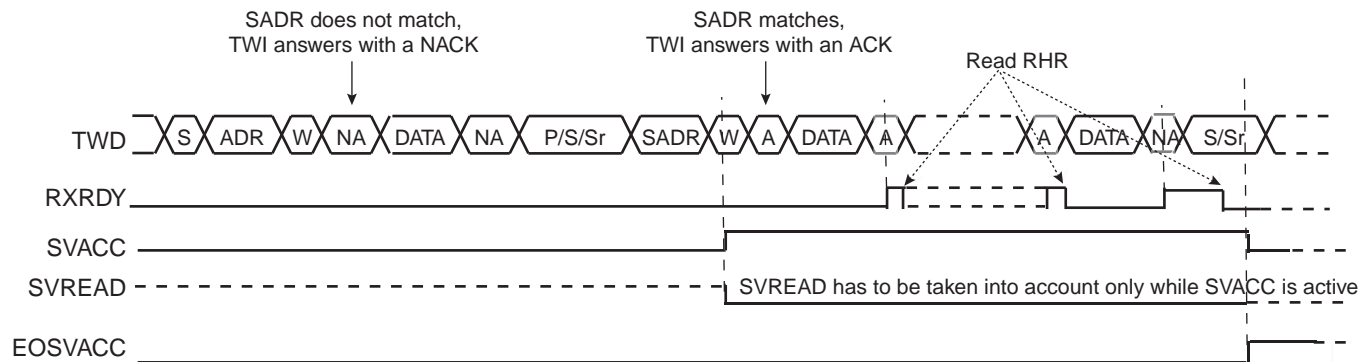 SADR does not match,
TWI answers with a NACK
SADR matches,
TWI answers with an ACK
Read RHR
TWD S ADR W NA DATA NA P/S/Sr SADR W A DATA A A DATA NA S/Sr
RXRDY
SVACC
SVREAD SVREAD has to be taken into account only while SVACC is active
EOSVACC